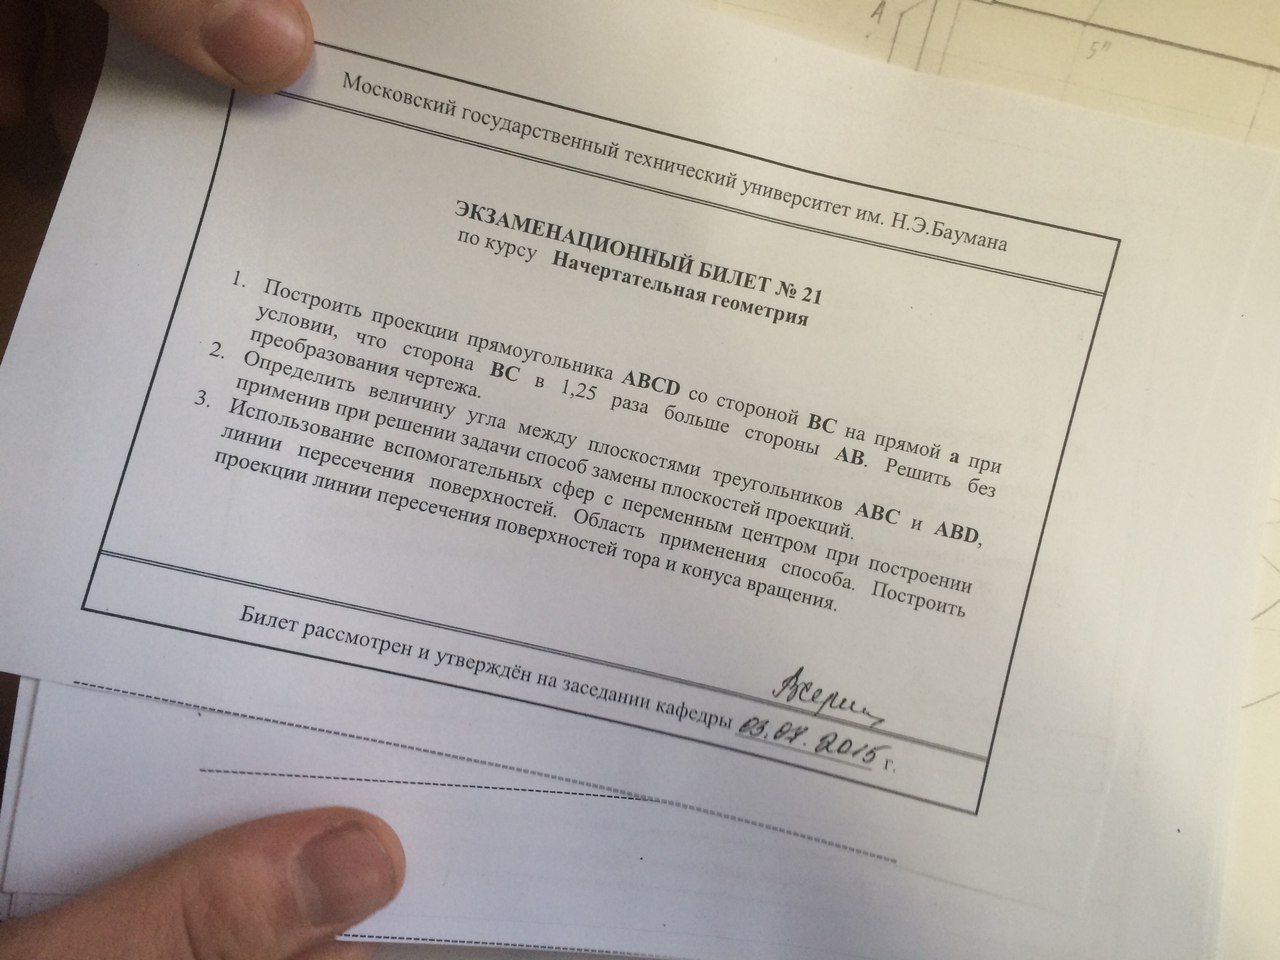 А
5"
Московский государственный технический университет им. Н.Э.Баумана
ЭКЗАМЕНАЦИОННЫЙ БИЛЕТ № 21
по курсу Начертательная геометрия
1. Построить проекции прямоугольника ABCD со стороной BC на прямой a при
условии, что сторона BC в 1,25 раза больше стороны AB. Решить без
преобразования чертежа.
2. Определить величину угла между плоскостями треугольников ABC и ABD,
применив при решении задачи способ замены плоскостей проекций.
3. Использование вспомогательных сфер с переменным центром при построении
линии пересечения поверхностей. Область применения способа. Построить
проекции линии пересечения поверхностей тора и конуса вращения.
Билет рассмотрен и утверждён на заседании кафедры 03.07.2015 г.